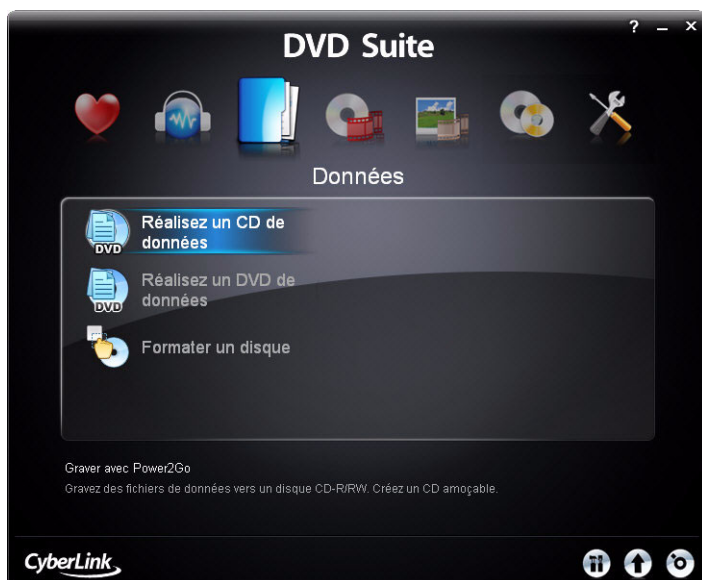 ? _ ×
DVD Suite
Données
Réalisez un CD de
données
DVD
Réalisez un DVD de
données
DVD
Formater un disque
Graver avec Power2Go
Gravez des fichiers de données vers un disque CD-R/RW. Créez un CD amoçable.
CyberLink